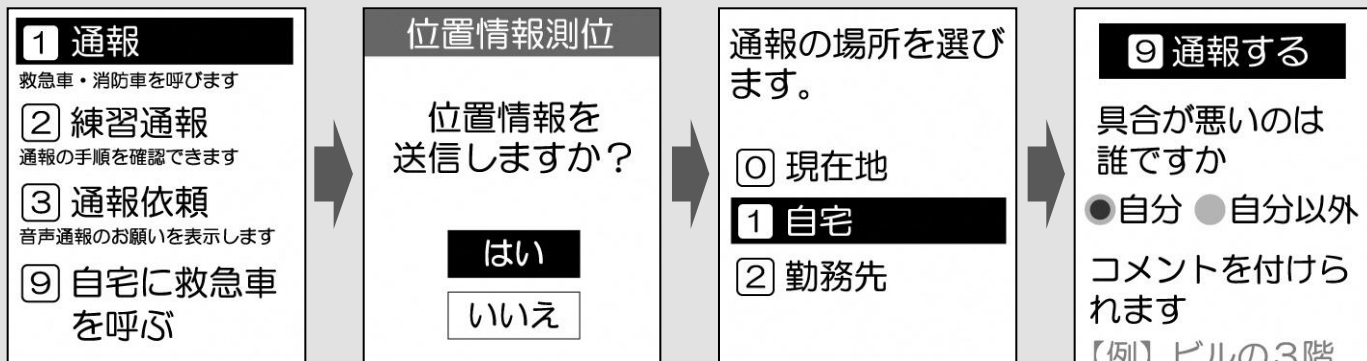 1 通報
救急車・消防車を呼びます
2 練習通報
通報の手順を確認できます
3 通報依頼
音声通報のお願いを表示します
9 自宅に救急車
を呼ぶ
位置情報測位
位置情報を
送信しますか？
はい
いいえ
通報の場所を選び
ます。
0 現在地
1 自宅
2 勤務先
9 通報する
具合が悪いのは
誰ですか
自分 自分以外
コメントを付けら
れます
【例】ビルの３階